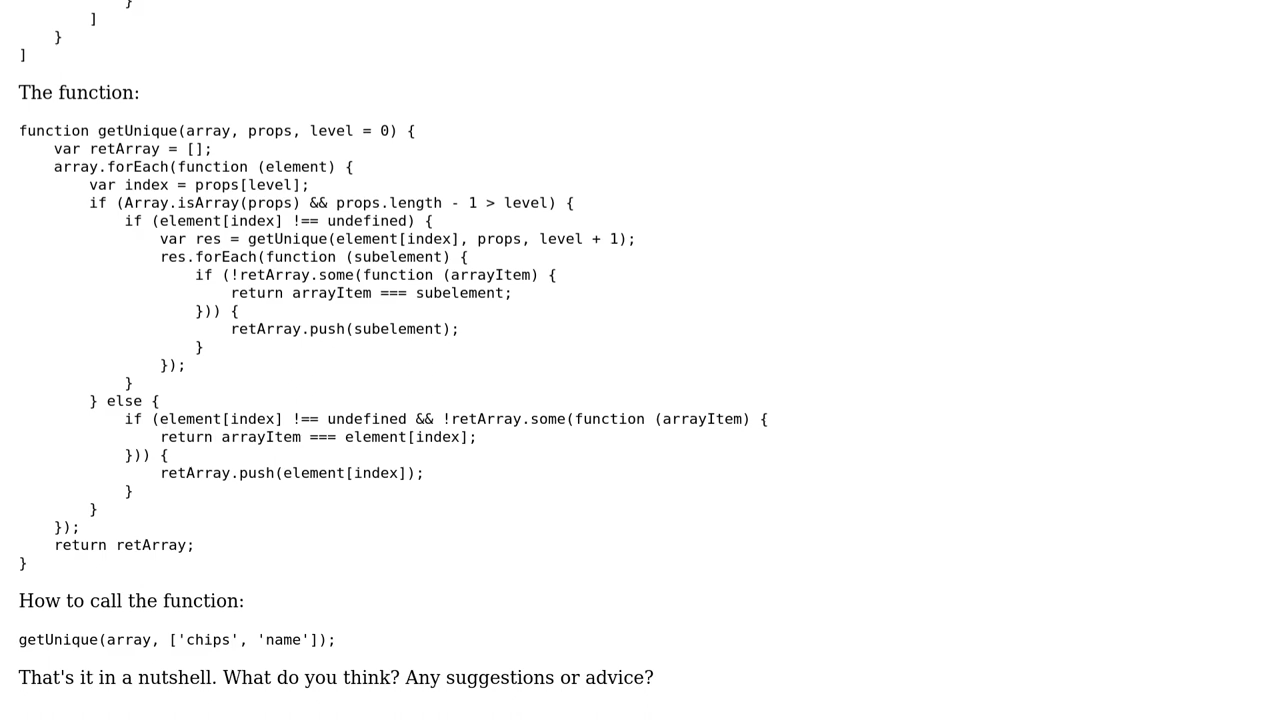 }
        ]
    }
]
The function:
function getUnique(array, props, level = 0) {
    var retArray = [];
    array.forEach(function (element) {
        var index = props[level];
        if (Array.isArray(props) && props.length - 1 > level) {
            if (element[index] !== undefined) {
                var res = getUnique(element[index], props, level + 1);
                res.forEach(function (subelement) {
                    if (!retArray.some(function (arrayItem) {
                        return arrayItem === subelement;
                    })) {
                        retArray.push(subelement);
                    }
                });
            }
        } else {
            if (element[index] !== undefined && !retArray.some(function (arrayItem) {
                return arrayItem === element[index];
            })) {
                retArray.push(element[index]);
            }
        }
    });
    return retArray;
}
How to call the function:
getUnique(array, ['chips', 'name']);
That's it in a nutshell. What do you think? Any suggestions or advice?